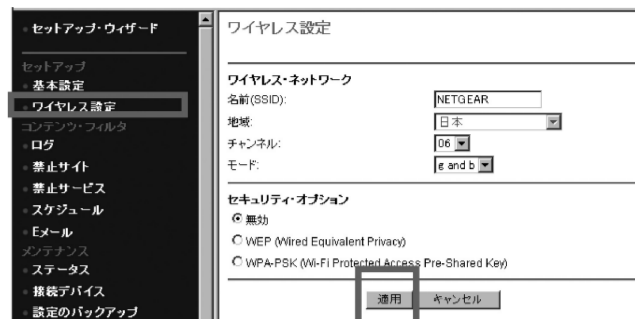 セットアップ・ウィザード
セットアップ
基本設定
ワイヤレス設定
コンテンツ・フィルタ
ログ
禁止サイト
禁止サービス
スケジュール
Eメール
メンテナンス
ステータス
接続デバイス
設定のバックアップ
ワイヤレス設定
ワイヤレス・ネットワーク
名前(SSID): NETGEAR
地域: 日本
チャンネル: 06
モード: g and b
セキュリティ・オプション
無効
WEP (Wired Equivalent Privacy)
WPA-PSK (Wi-Fi Protected Access Pre-Shared Key)
適用 キャンセル